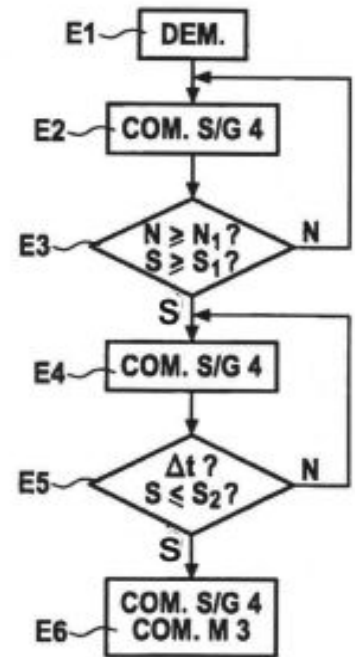 E1 DEM.
E2 COM. S/G 4
N ⩾ N₁ ?
E3 S ⩾ S₁ ? N
S
E4 COM. S/G 4
Δt ?
E5 S ⩽ S₂ ? N
S
COM. S/G 4
E6 COM. M 3